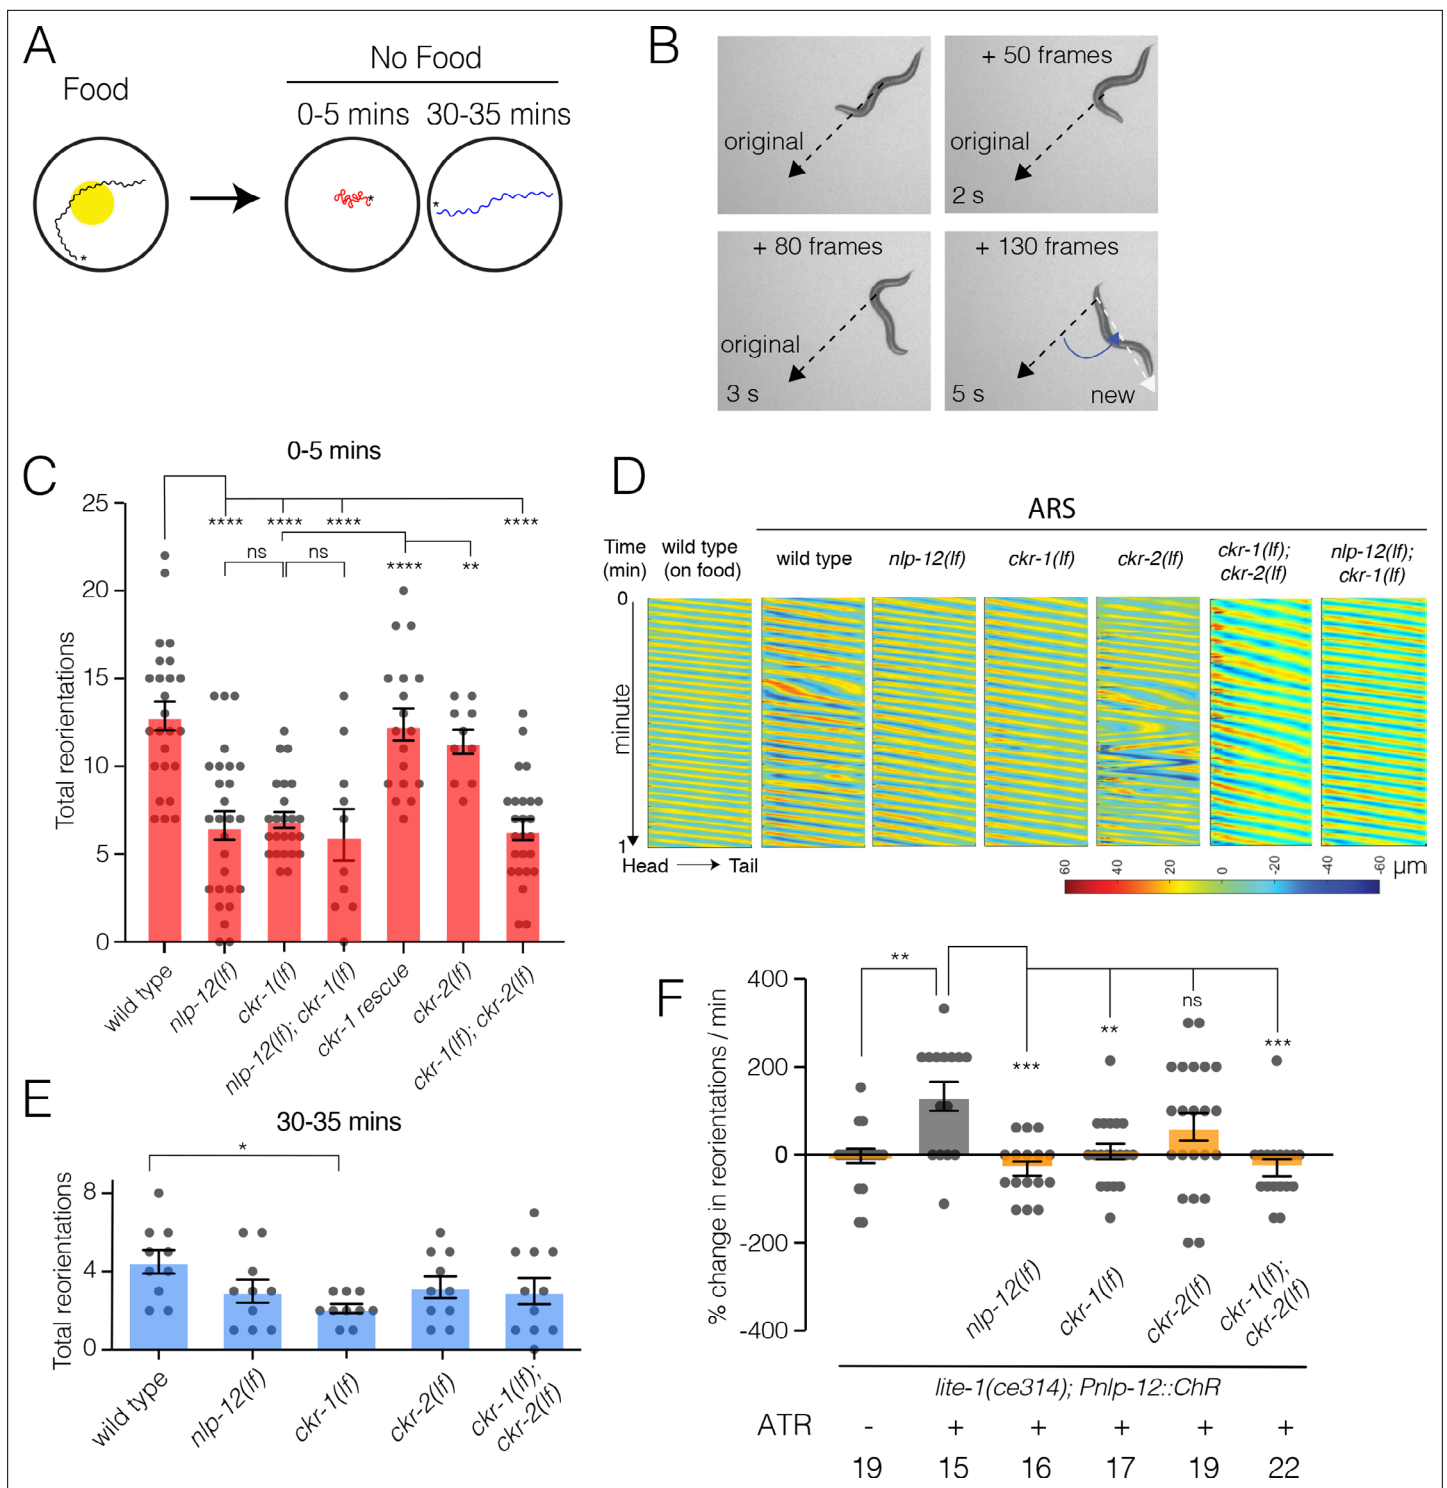 A
Food
No Food
0-5 mins 30-35 mins
*
*
*
B
original
+ 50 frames
original
2 s
+ 80 frames
original
3 s
+ 130 frames
5 s
new
C
0-5 mins
**** **** **** ****
ns ns **** **
Total reorientations
25
20
15
10
5
0
wild type
nlp-12(lf)
ckr-1(lf)
nlp-12(lf); ckr-1(lf)
ckr-1 rescue
ckr-2(lf)
ckr-1(lf); ckr-2(lf)
D
ARS
Time
(min)
wild type
(on food)
wild type
nlp-12(lf)
ckr-1(lf)
ckr-2(lf)
ckr-1(lf);
ckr-2(lf)
nlp-12(lf);
ckr-1(lf)
0
minute
1
Head Tail
60 40 20 0 -20 -40 -60 μm
E
30-35 mins
*
Total reorientations
8
4
0
wild type
nlp-12(lf)
ckr-1(lf)
ckr-2(lf)
ckr-1(lf);
ckr-2(lf)
F
% change in reorientations / min
400
200
0
-200
-400
**
***
**
ns
***
nlp-12(lf)
ckr-1(lf)
ckr-2(lf)
ckr-1(lf);
ckr-2(lf)
lite-1(ce314); Pnlp-12::ChR
ATR - + + + + +
19 15 16 17 19 22